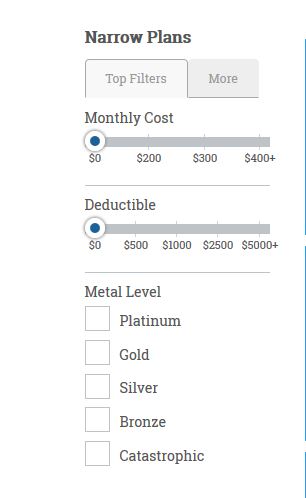 Narrow Plans
Top Filters More
Monthly Cost
$0 $200 $300 $400+
Deductible
$0 $500 $1000 $2500 $5000+
Metal Level
Platinum
Gold
Silver
Bronze
Catastrophic